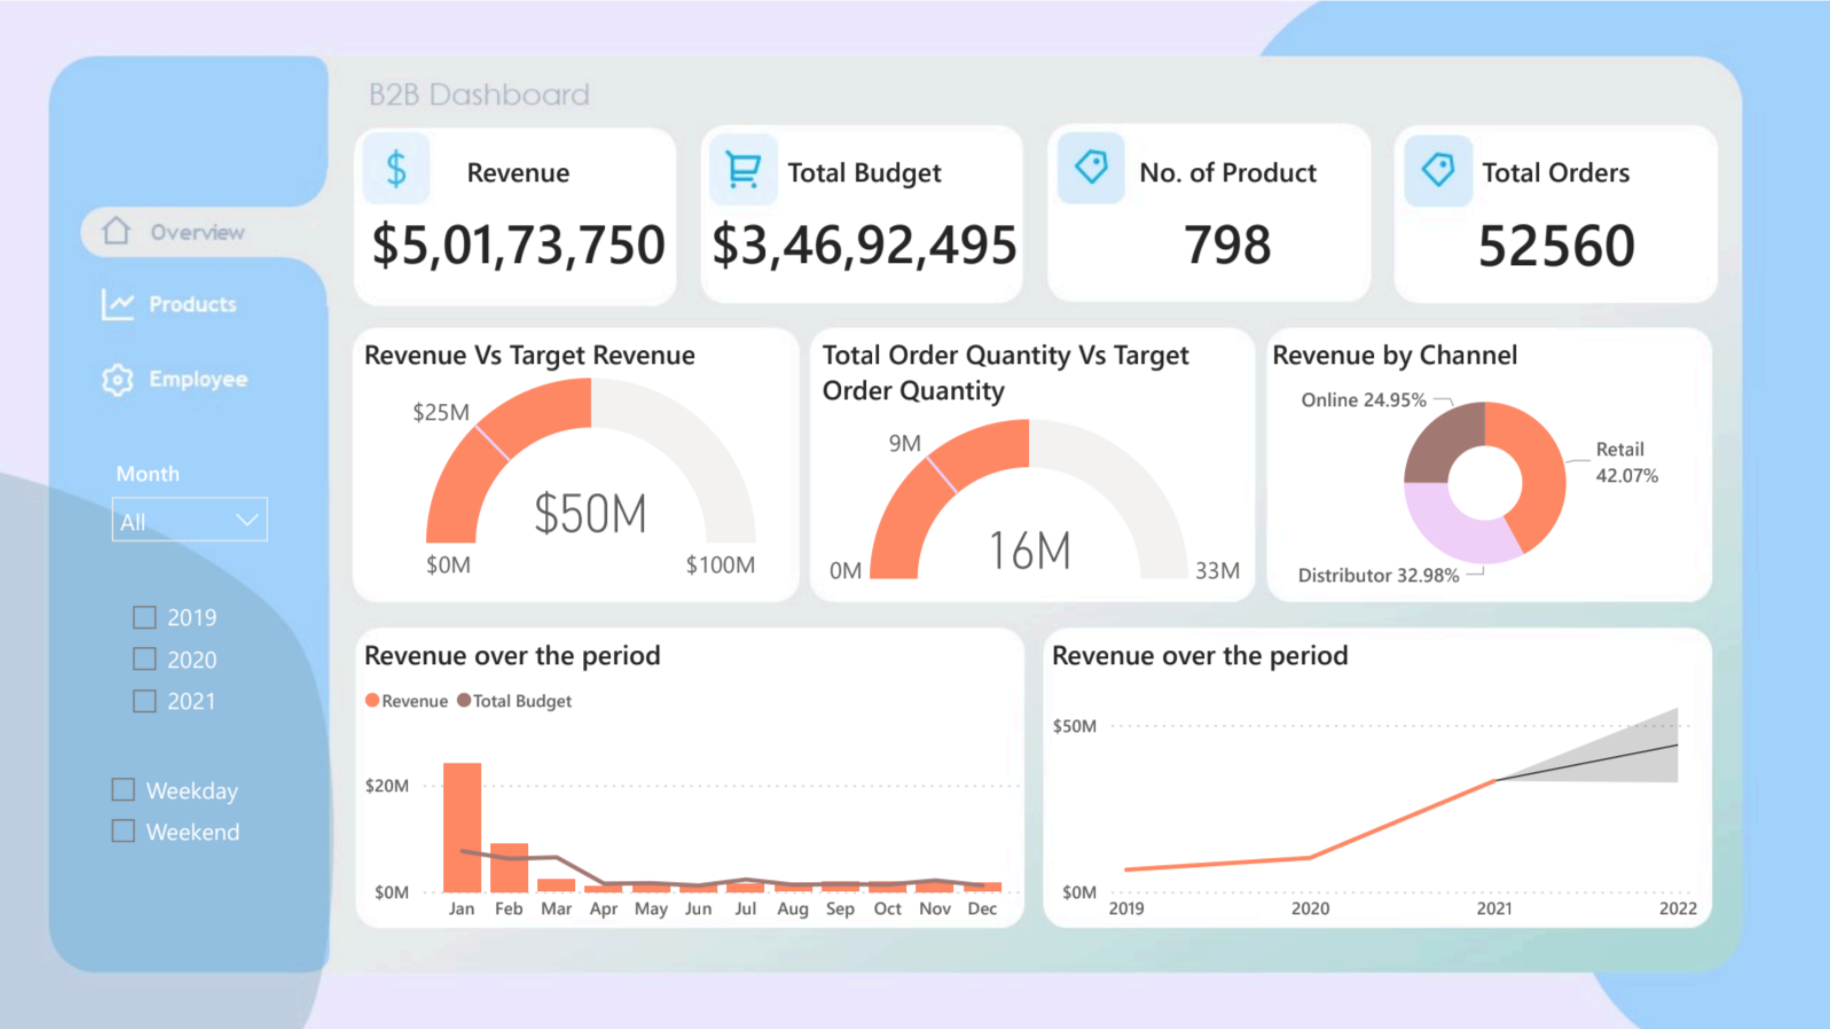 B2B Dashboard
Revenue
$5,01,73,750
Total Budget
$3,46,92,495
No. of Product
798
Total Orders
52560
Overview
Products
Employee
Month
All
2019
2020
2021
Weekday
Weekend
Revenue Vs Target Revenue
$25M
$50M
$0M
$100M
Total Order Quantity Vs Target
Order Quantity
9M
16M
0M
33M
Revenue by Channel
Online 24.95%
Retail
42.07%
Distributor 32.98%
Revenue over the period
Revenue Total Budget
$20M
$0M
Jan Feb Mar Apr May Jun Jul Aug Sep Oct Nov Dec
Revenue over the period
$50M
$0M
2019 2020 2021 2022